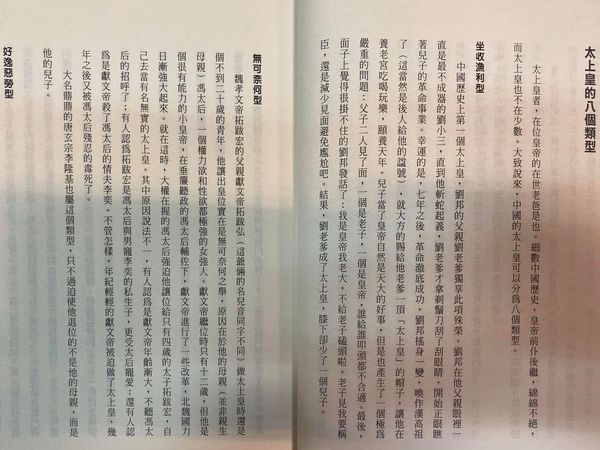 太上皇的八個類型
太上皇者，在位皇帝的在世老爸是也。細數中國歷史，皇帝前仆後繼，綿綿不絕，
而太上皇也不在少數。大致說來，中國的太上皇可以分為八個類型。
坐收漁利型
中國歷史上第一個太上皇，劉邦的父親劉老爹獨享此項殊榮。劉邦在他父親眼裡一
直是最不成器的劉小三，直到他斬蛇起義，劉老爹才拿剃鬚刀刮了刮眼睛，開始正眼瞧
著兒子的革命事業。幸運的是，七年之後，革命徹底成功，劉邦搖身一變，喚作漢高祖
了（這當然是後人給他的諡號），就大方的賜給他老爹一頂「太上皇」的帽子，讓他在
養老宮吃喝玩樂，頤養天年。兒子當了皇帝自然是天大的好事，但是也產生了一個極為
嚴重的問題：父子二人見了面，一個是老子，一個是皇帝，誰給誰叩頭都不合適。最後，
面子上覺得很掛不住的劉邦發話了：我是皇帝我老大，不給老子磕頭啦。老子見我要稱
臣，還是減少見面避免尷尬吧。結果，劉老爹成了太上皇，膝下卻少了一個兒子。
無可奈何型
魏孝文帝拓跋宏的父親獻文帝拓跋弘（這爺倆的名兒音同字不同）做太上皇時還是
個不到二十歲的青年，他讓出皇位實在是無可奈何之舉，原因在於他的母親（並非親生
母親）馮太后，一個權力欲和性欲都極強的女強人。獻文帝繼位時只有十二歲，但他是
個很有能力的小皇帝，在垂簾聽政的馮太后輔佐下，獻文帝進行了一些改革，北魏國力
日漸強大起來。就在這時，大權在握的馮太后強迫他讓位給只有四歲的太子拓跋宏，自
己去當有名無實的太上皇。其中原因說法不一，有人認為是獻文帝年齡漸大，不聽馮太
后的招呼了；有人認為拓跋宏是馮太后與男寵李奕的私生子，更受太后寵愛；還有人認
為是獻文帝殺了馮太后的情夫李奕。不管怎樣，年紀輕輕的獻文帝被迫做了太上皇，幾
年之後又被馮太后殘忍的毒死了。
大名鼎鼎的唐玄宗李隆基也屬這個類型，只不過迫使他退位的不是他的母親，而是
他的兒子。
好逸惡勞型